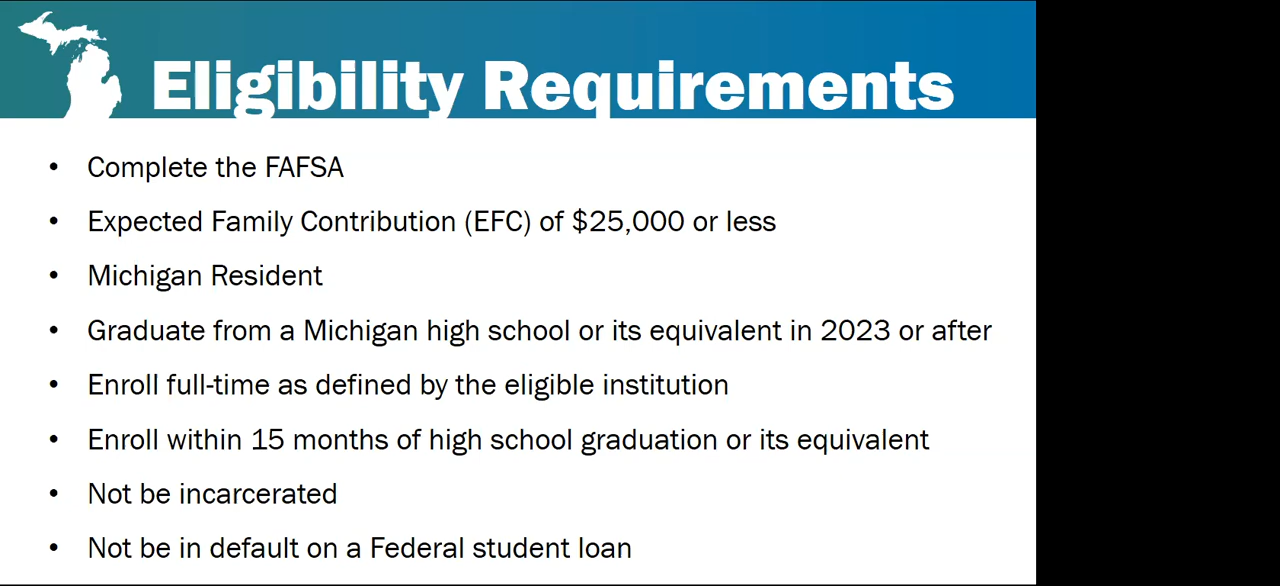 Eligibility Requirements
• Complete the FAFSA
• Expected Family Contribution (EFC) of $25,000 or less
• Michigan Resident
• Graduate from a Michigan high school or its equivalent in 2023 or after
• Enroll full-time as defined by the eligible institution
• Enroll within 15 months of high school graduation or its equivalent
• Not be incarcerated
• Not be in default on a Federal student loan